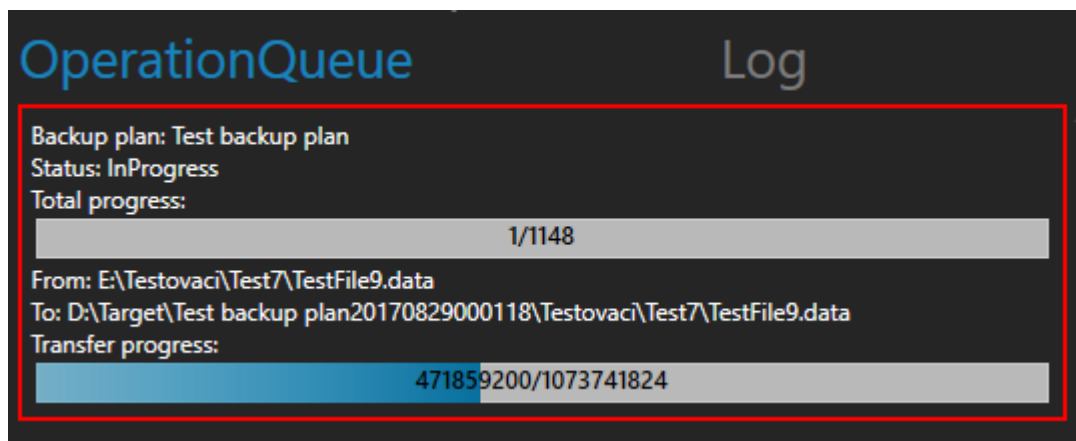 OperationQueue Log
Backup plan: Test backup plan
Status: InProgress
Total progress:
1/1148
From: E:\Testovaci\Test7\TestFile9.data
To: D:\Target\Test backup plan20170829000118\Testovaci\Test7\TestFile9.data
Transfer progress:
471859200/1073741824